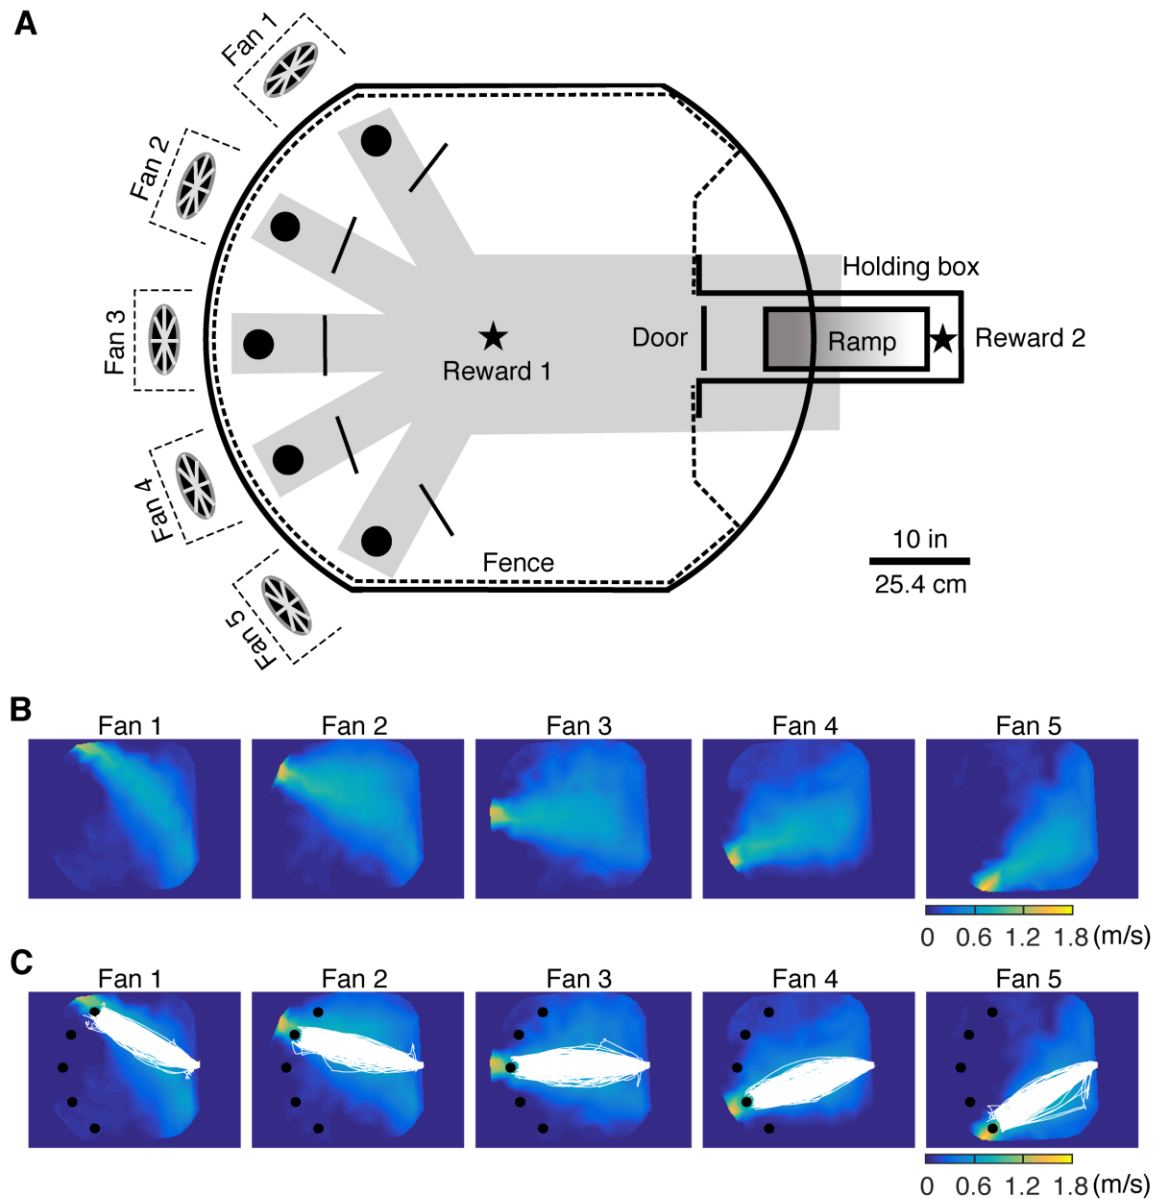 A
Fan 1
Fan 2
Fan 3
Fan 4
Fan 5
Holding box
Door
Ramp
Reward 2
Reward 1
Fence
10 in
25.4 cm
B
Fan 1 Fan 2 Fan 3 Fan 4 Fan 5
0 0.6 1.2 1.8 (m/s)
C
Fan 1 Fan 2 Fan 3 Fan 4 Fan 5
0 0.6 1.2 1.8 (m/s)